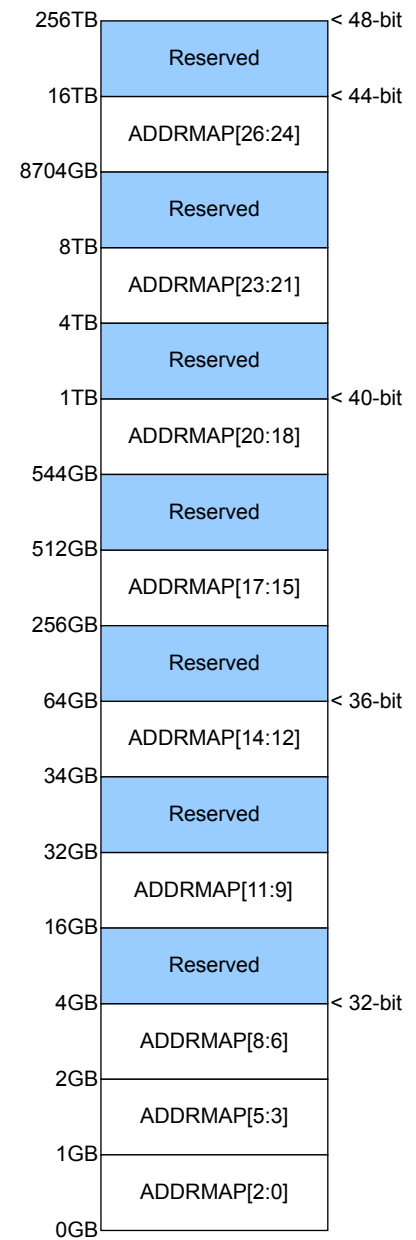 256TB < 48-bit
Reserved
16TB < 44-bit
ADDRMAP[26:24]
8704GB
Reserved
8TB
ADDRMAP[23:21]
4TB
Reserved
1TB < 40-bit
ADDRMAP[20:18]
544GB
Reserved
512GB
ADDRMAP[17:15]
256GB
Reserved
64GB < 36-bit
ADDRMAP[14:12]
34GB
Reserved
32GB
ADDRMAP[11:9]
16GB
Reserved
4GB < 32-bit
ADDRMAP[8:6]
2GB
ADDRMAP[5:3]
1GB
ADDRMAP[2:0]
0GB